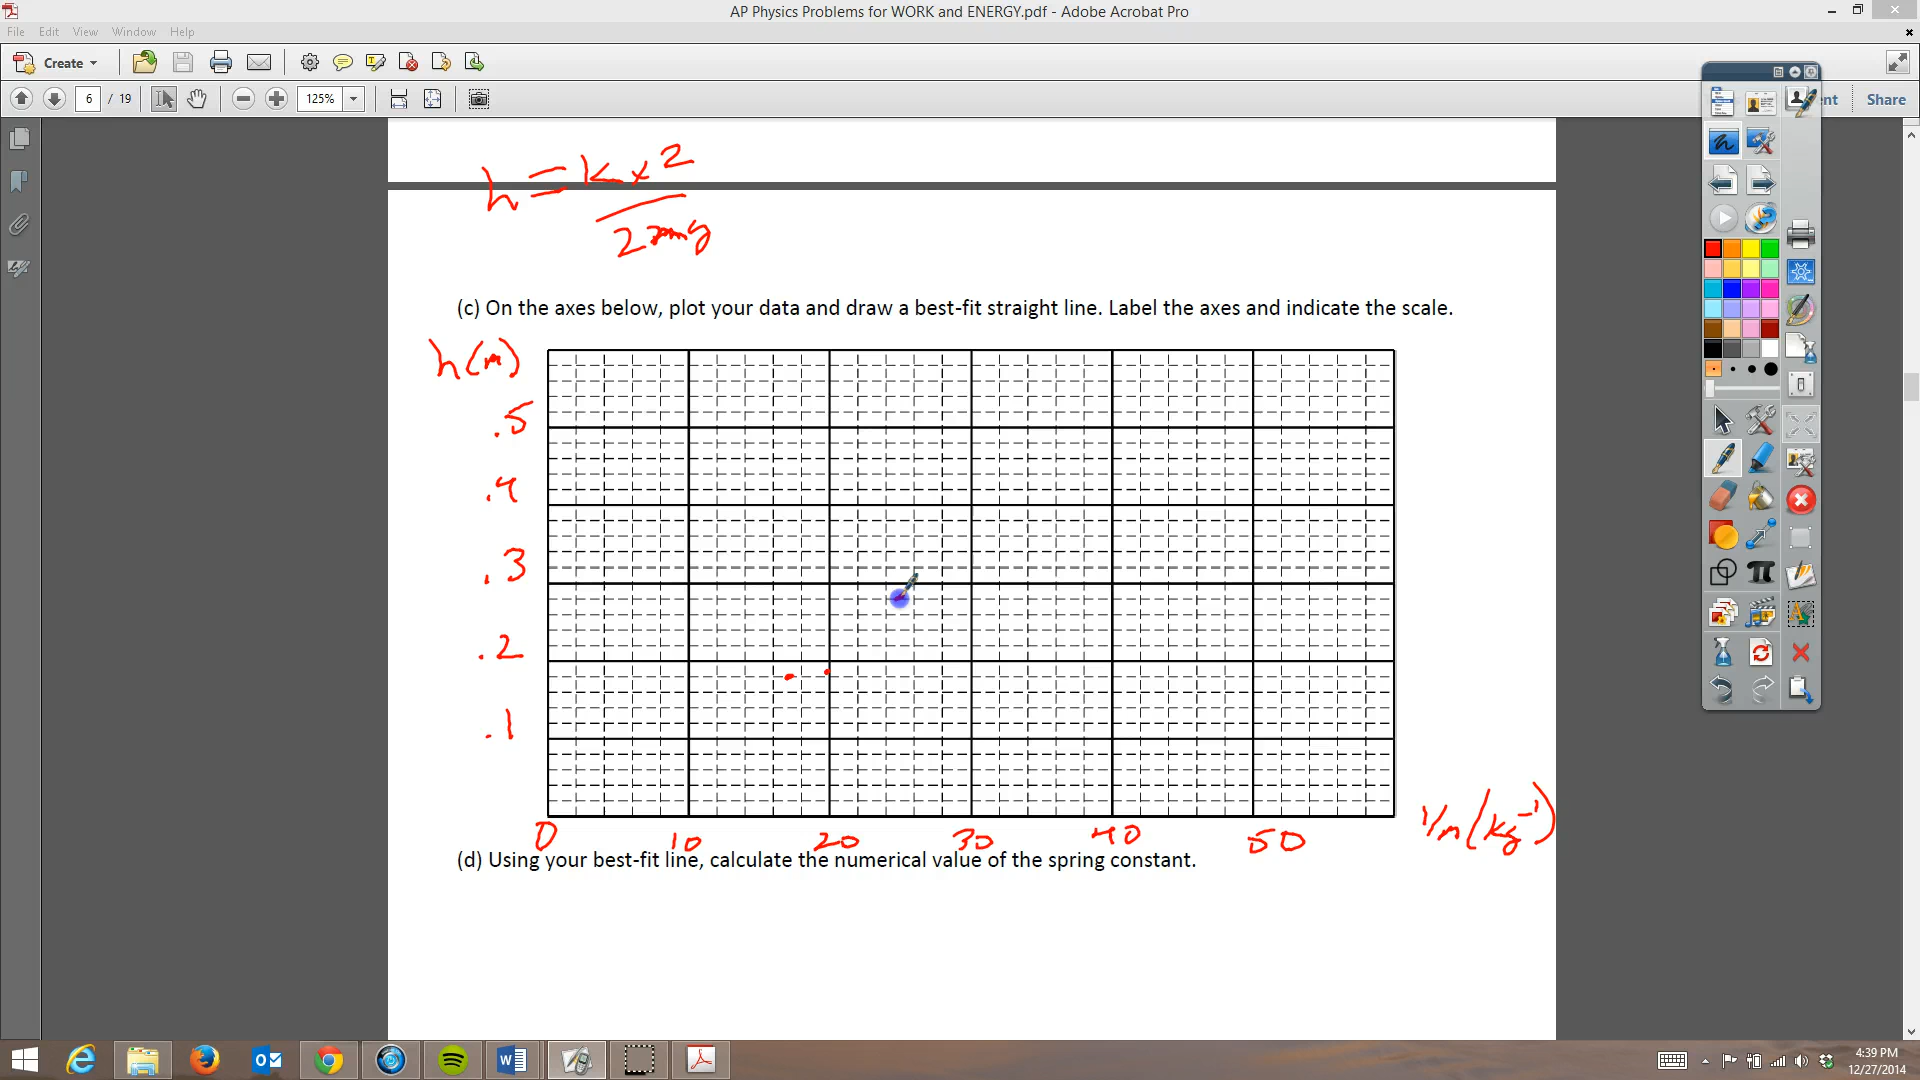 AP Physics Problems for WORK and ENERGY.pdf - Adobe Acrobat Pro
File Edit View Window Help
Create
6 / 19 125% nt Share
h = kx²
2mg
(c) On the axes below, plot your data and draw a best-fit straight line. Label the axes and indicate the scale.
h(m)
.5
.4
.3
.2
.1
0 10 20 30 40 50 1/m (kg⁻¹)
(d) Using your best-fit line, calculate the numerical value of the spring constant.
4:39 PM
12/27/2014